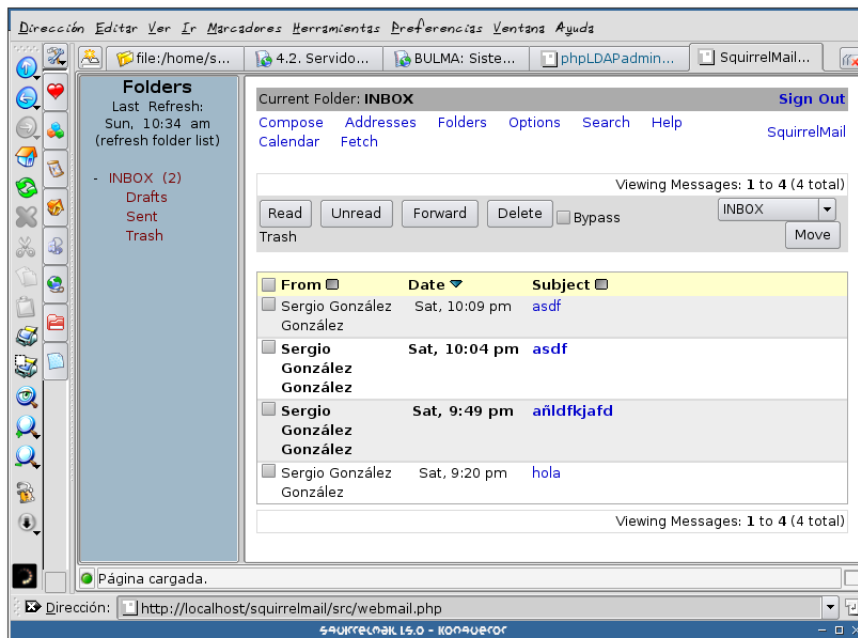 Dirección Editar Ver Ir Marcadores Herramientas Preferencias Ventana Ayuda
file:/home/s... 4.2. Servido... BULMA: Siste... phpLDAPadmin... SquirrelMail...
Folders
Last Refresh:
Sun, 10:34 am
(refresh folder list)
- INBOX (2)
Drafts
Sent
Trash
Current Folder: INBOX Sign Out
Compose Addresses Folders Options Search Help
Calendar Fetch
SquirrelMail
Viewing Messages: 1 to 4 (4 total)
Read Unread Forward Delete Bypass
Trash
INBOX
Move
From Date Subject
Sergio González Sat, 10:09 pm asdf
González
Sergio Sat, 10:04 pm asdf
González
González
Sergio Sat, 9:49 pm añldfkjafd
González
González
Sergio González Sat, 9:20 pm hola
González
Viewing Messages: 1 to 4 (4 total)
Página cargada.
Dirección: http://localhost/squirrelmail/src/webmail.php
SquirrelMail 1.5.0 - Konqueror